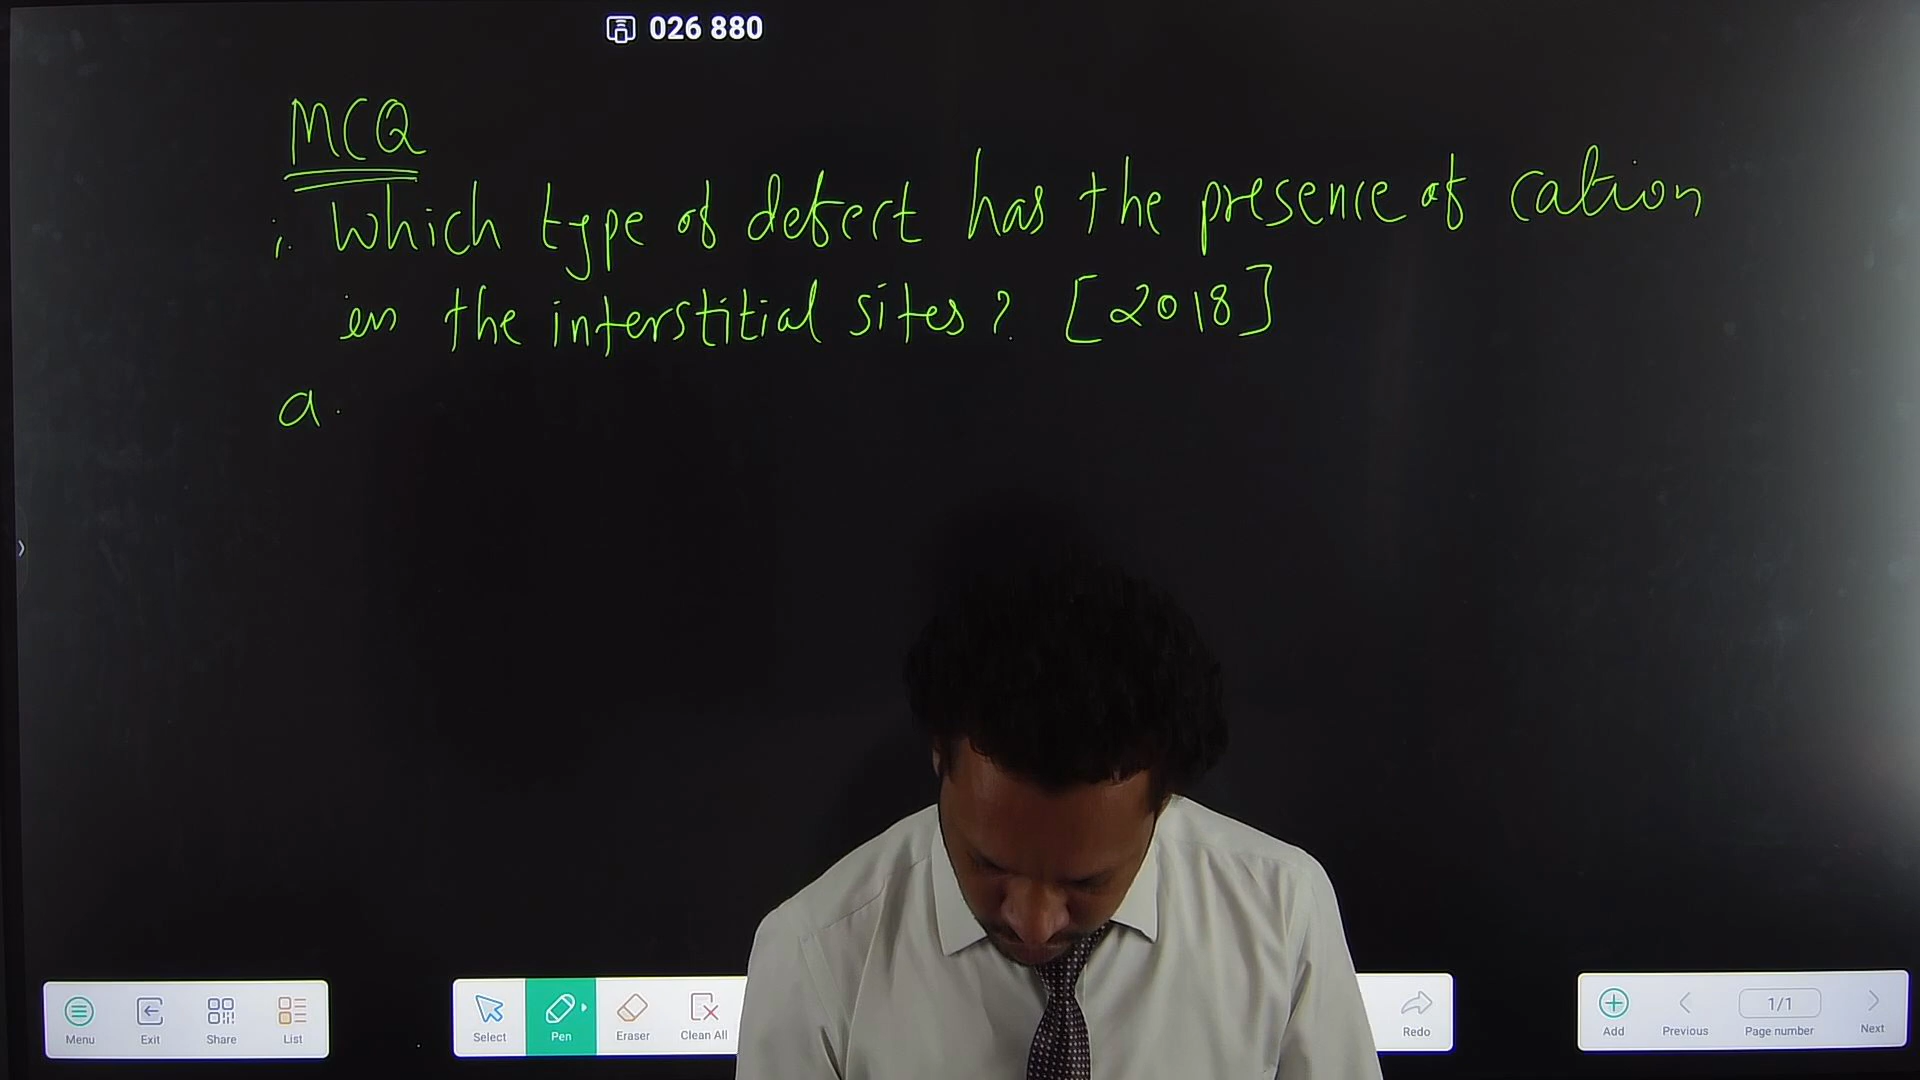 026 880
MCQ
i. Which type of defect has the presence of cation
in the interstitial sites? [2018]
a.
Menu Exit Share List Select Pen Eraser Clean All Redo Add Previous 1/1 Page number Next